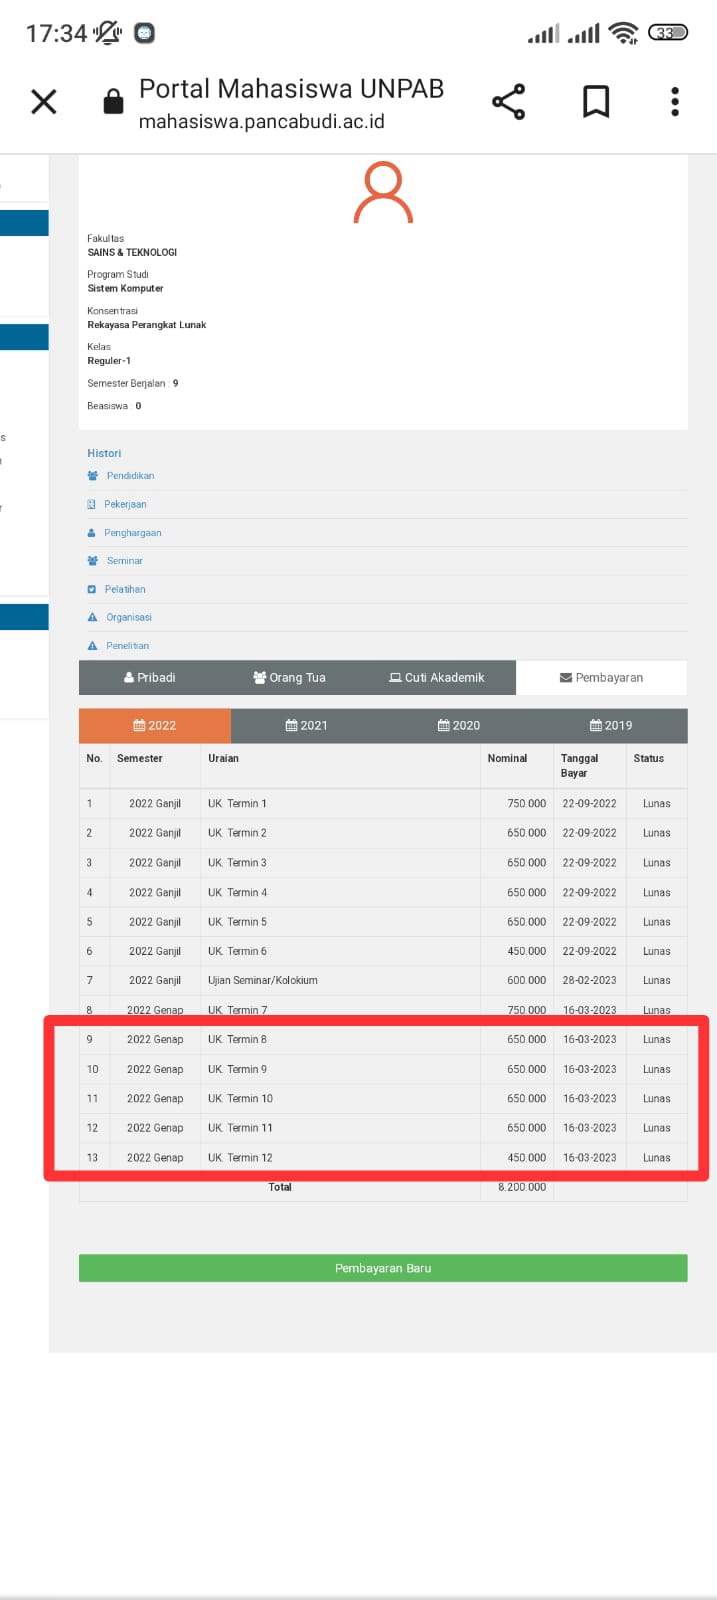 17:34
33
Portal Mahasiswa UNPAB
mahasiswa.pancabudi.ac.id
Fakultas
SAINS & TEKNOLOGI
Program Studi
Sistem Komputer
Konsentrasi
Rekayasa Perangkat Lunak
Kelas
Reguler-1
Semester Berjalan : 9
Beasiswa : 0
Histori
Pendidikan
Pekerjaan
Penghargaan
Seminar
Pelatihan
Organisasi
Penelitian
Pribadi Orang Tua Cuti Akademik Pembayaran
2022 2021 2020 2019
No. Semester Uraian Nominal Tanggal Bayar Status
1 2022 Ganjil UK. Termin 1 750.000 22-09-2022 Lunas
2 2022 Ganjil UK. Termin 2 650.000 22-09-2022 Lunas
3 2022 Ganjil UK. Termin 3 650.000 22-09-2022 Lunas
4 2022 Ganjil UK. Termin 4 650.000 22-09-2022 Lunas
5 2022 Ganjil UK. Termin 5 650.000 22-09-2022 Lunas
6 2022 Ganjil UK. Termin 6 450.000 22-09-2022 Lunas
7 2022 Ganjil Ujian Seminar/Kolokium 600.000 28-02-2023 Lunas
8 2022 Genap UK. Termin 7 750.000 16-03-2023 Lunas
9 2022 Genap UK. Termin 8 650.000 16-03-2023 Lunas
10 2022 Genap UK. Termin 9 650.000 16-03-2023 Lunas
11 2022 Genap UK. Termin 10 650.000 16-03-2023 Lunas
12 2022 Genap UK. Termin 11 650.000 16-03-2023 Lunas
13 2022 Genap UK. Termin 12 450.000 16-03-2023 Lunas
Total 8.200.000
Pembayaran Baru